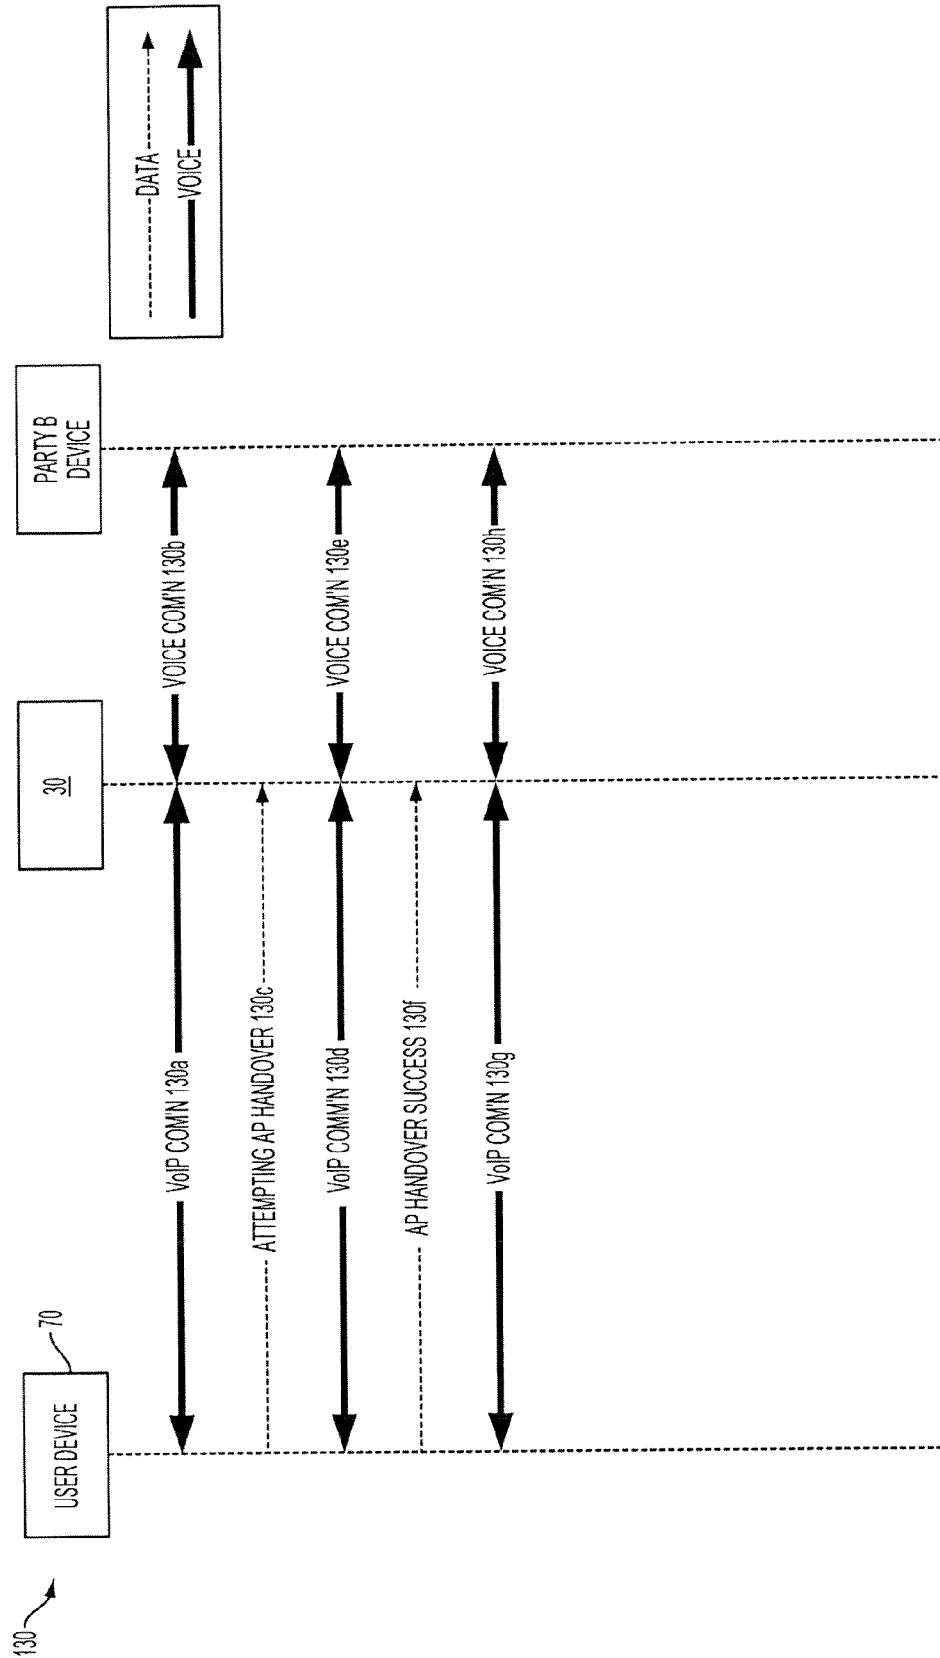 130
USER DEVICE
70
30
PARTY B
DEVICE
DATA
VOICE
VoIP COM'N 130a
VOICE COM'N 130b
ATTEMPTING AP HANDOVER 130c
VoIP COMM'N 130d
VOICE COM'N 130e
AP HANDOVER SUCCESS 130f
VoIP COM'N 130g
VOICE COM'N 130h